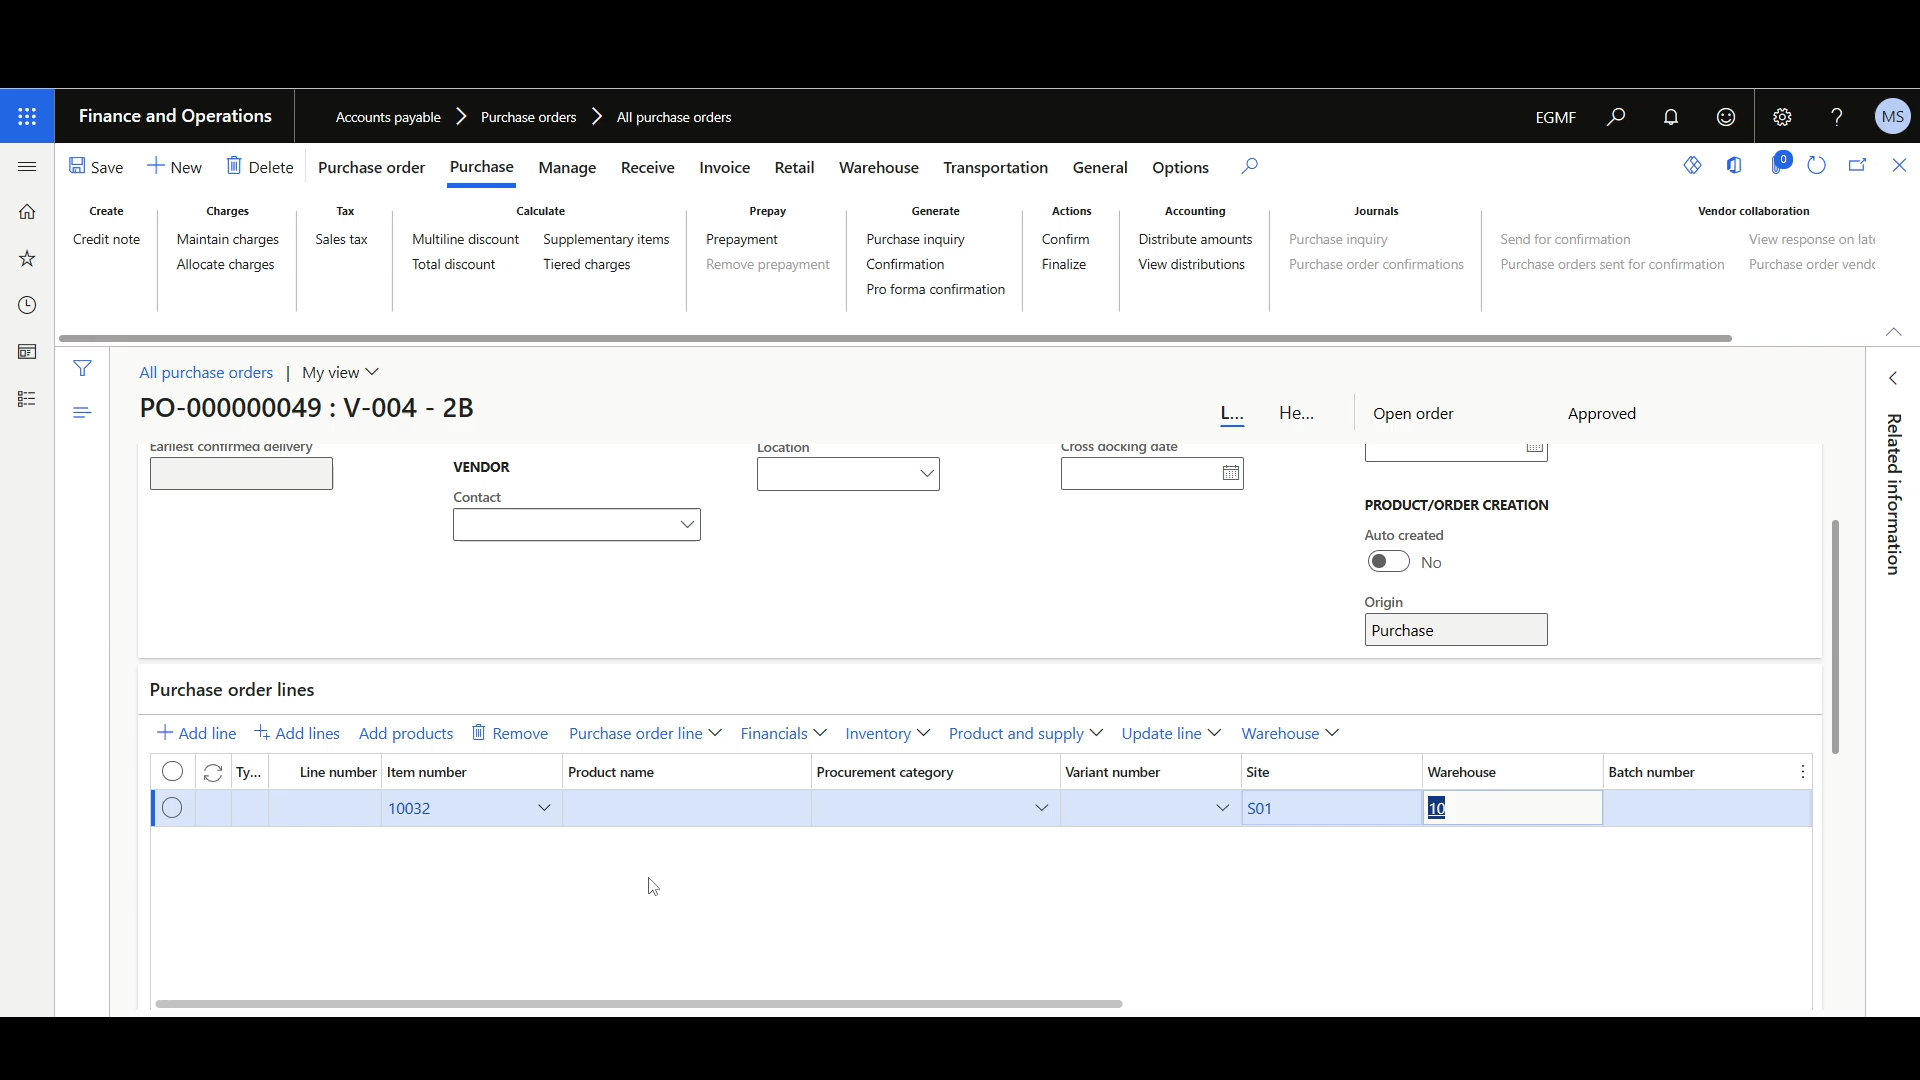 Finance and Operations
Accounts payable > Purchase orders > All purchase orders
EGMF
?
MS
Save
New
Delete
Purchase order
Purchase
Manage
Receive
Invoice
Retail
Warehouse
Transportation
General
Options
0
Create
Charges
Tax
Calculate
Prepay
Generate
Actions
Accounting
Journals
Vendor collaboration
Credit note
Maintain charges
Sales tax
Multiline discount
Supplementary items
Prepayment
Purchase inquiry
Confirm
Distribute amounts
Purchase inquiry
Send for confirmation
View response on late
Allocate charges
Total discount
Tiered charges
Remove prepayment
Confirmation
Finalize
View distributions
Purchase order confirmations
Purchase orders sent for confirmation
Purchase order vendo
Pro forma confirmation
All purchase orders | My view
PO-000000049 : V-004 - 2B
L...
He...
Open order
Approved
Related information
Earliest confirmed delivery
VENDOR
Contact
Location
Cross docking date
PRODUCT/ORDER CREATION
Auto created
No
Origin
Purchase
Purchase order lines
Add line
Add lines
Add products
Remove
Purchase order line
Financials
Inventory
Product and supply
Update line
Warehouse
Ty...
Line number
Item number
Product name
Procurement category
Variant number
Site
Warehouse
Batch number
10032
S01
10